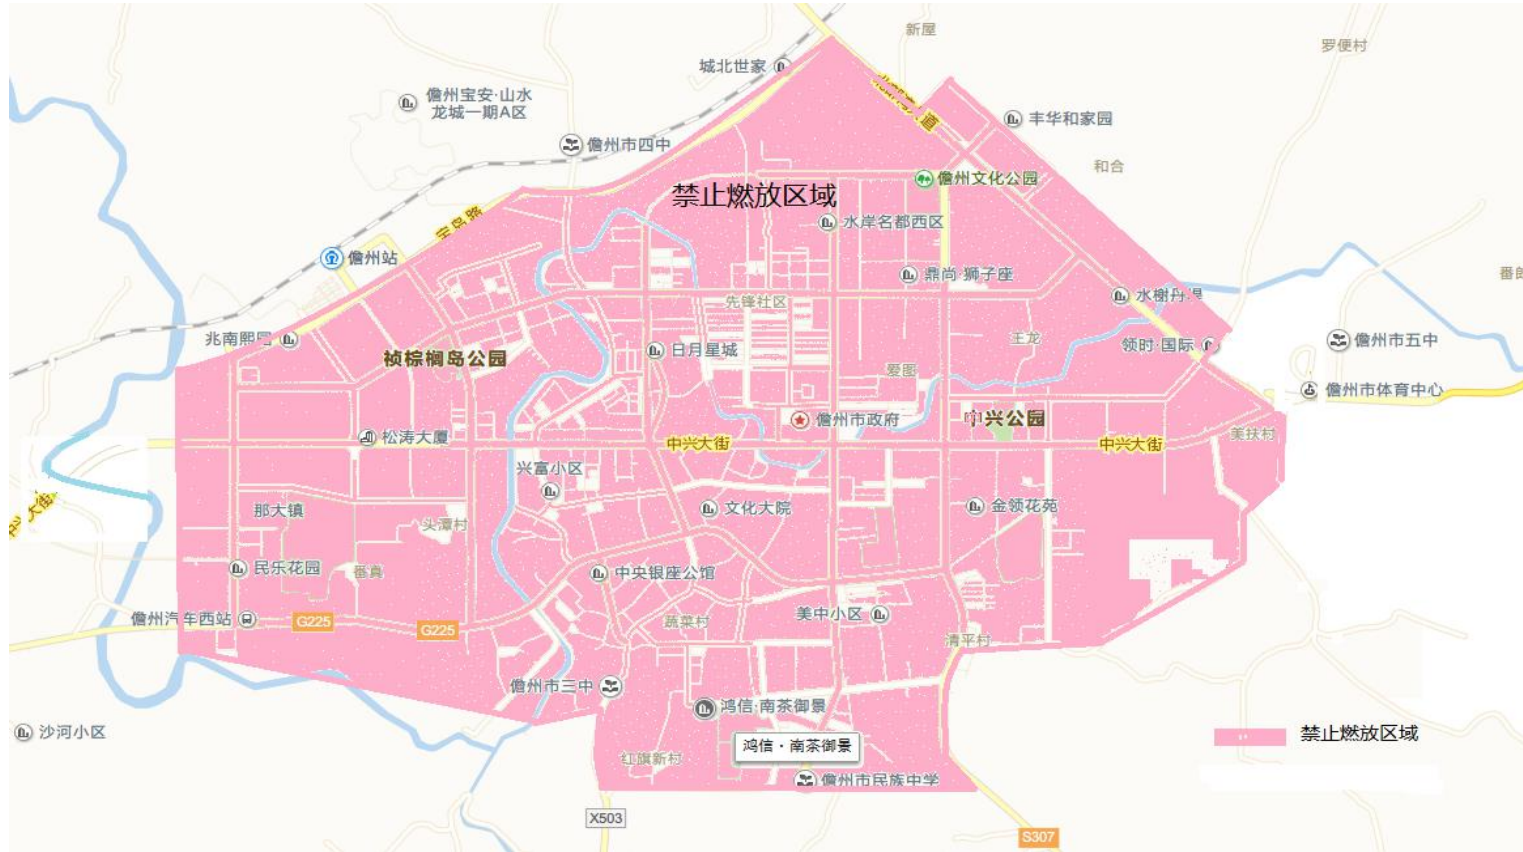 新屋
罗便村
城北世家
儋州宝安·山水
龙城一期A区
丰华和家园
儋州市四中
和合
儋州文化公园
禁止燃放区域
宝岛路
水岸名都西区
儋州站
鼎尚·狮子座
水榭丹堤
先锋社区
兆南熙园
王龙
领时·国际
儋州市五中
祯棕榈岛公园
日月星城
爱图
儋州市体育中心
儋州市政府
中兴公园
松涛大厦
中兴大街
中兴大街
美扶村
兴富小区
大街
那大镇
头潭村
文化大院
金领花苑
民乐花园
番真
中央银座公馆
儋州汽车西站
G225
G225
蔬菜村
美中小区
清平村
儋州市三中
鸿信·南茶御景
沙河小区
禁止燃放区域
鸿信·南茶御景
红旗新村
儋州市民族中学
X503
S307